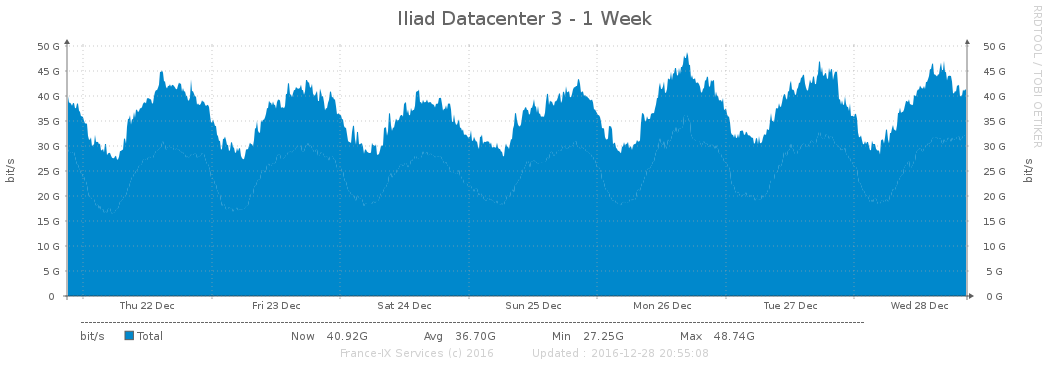 Iliad Datacenter 3 - 1 Week
RRDTOOL / TOBI OETIKER
50 G 50 G
45 G 45 G
40 G 40 G
35 G 35 G
30 G 30 G
25 G 25 G
20 G 20 G
15 G 15 G
10 G 10 G
5 G 5 G
0 0 G
bit/s bit/s
Thu 22 Dec Fri 23 Dec Sat 24 Dec Sun 25 Dec Mon 26 Dec Tue 27 Dec Wed 28 Dec
bit/s Total Now 40.92G Avg 36.70G Min 27.25G Max 48.74G
France-IX Services (c) 2016 Updated : 2016-12-28 20:55:08